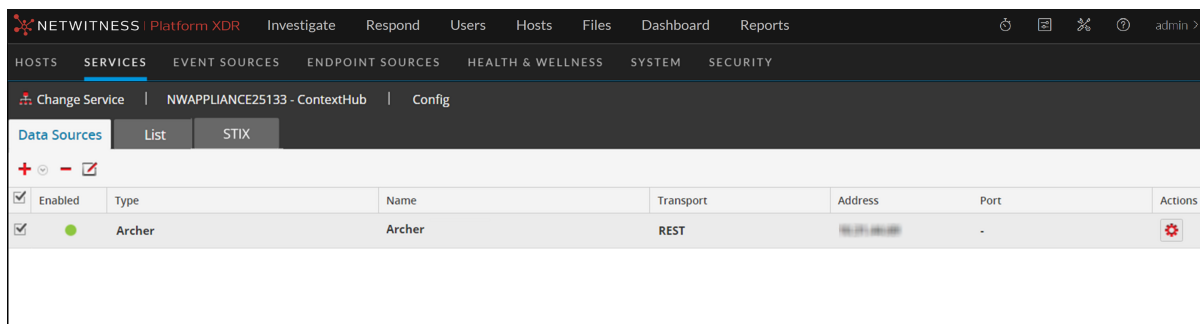 NETWITNESS | Platform XDR Investigate Respond Users Hosts Files Dashboard Reports admin
HOSTS SERVICES EVENT SOURCES ENDPOINT SOURCES HEALTH & WELLNESS SYSTEM SECURITY
Change Service | NWAPPLIANCE25133 - ContextHub | Config
Data Sources List STIX
Enabled Type Name Transport Address Port Actions
Archer Archer REST -